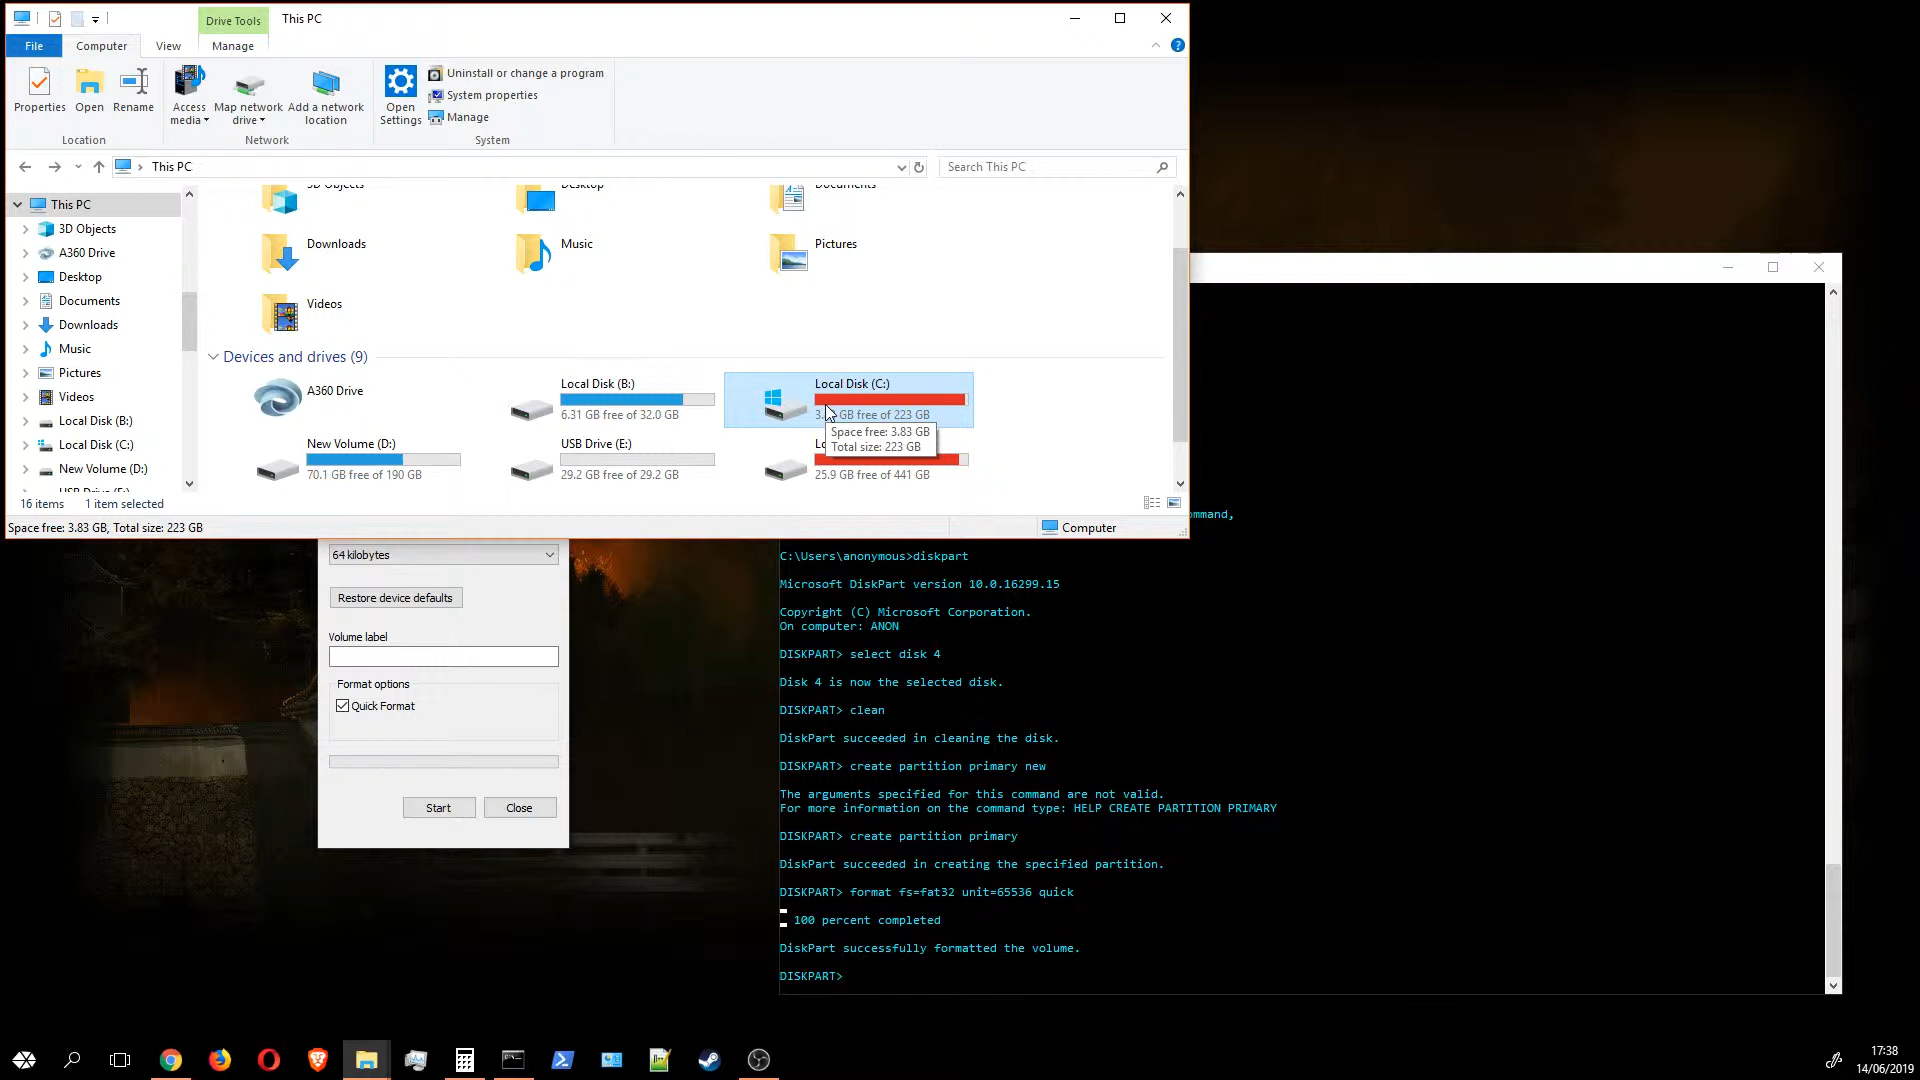 Drive Tools
This PC
File
Computer
View
Manage
Properties
Open
Rename
Access media
Map network drive
Add a network location
Open Settings
Uninstall or change a program
System properties
Manage
Location
Network
System
This PC
Search This PC
This PC
3D Objects
A360 Drive
Desktop
Documents
Downloads
Music
Pictures
Videos
Local Disk (B:)
Local Disk (C:)
New Volume (D:)
USB Drive (E:)
3D Objects
Desktop
Documents
Downloads
Music
Pictures
Videos
Devices and drives (9)
A360 Drive
Local Disk (B:)
6.31 GB free of 32.0 GB
Local Disk (C:)
GB free of 223 GB
Space free: 3.83 GB
Total size: 223 GB
New Volume (D:)
70.1 GB free of 190 GB
USB Drive (E:)
29.2 GB free of 29.2 GB
25.9 GB free of 441 GB
16 items
1 item selected
Space free: 3.83 GB, Total size: 223 GB
Computer
64 kilobytes
Restore device defaults
Volume label
Format options
Quick Format
Start
Close
ommand,
C:\Users\anonymous>diskpart
Microsoft DiskPart version 10.0.16299.15
Copyright (C) Microsoft Corporation.
On computer: ANON
DISKPART> select disk 4
Disk 4 is now the selected disk.
DISKPART> clean
DiskPart succeeded in cleaning the disk.
DISKPART> create partition primary new
The arguments specified for this command are not valid.
For more information on the command type: HELP CREATE PARTITION PRIMARY
DISKPART> create partition primary
DiskPart succeeded in creating the specified partition.
DISKPART> format fs=fat32 unit=65536 quick
100 percent completed
DiskPart successfully formatted the volume.
DISKPART>
17:38
14/06/2019